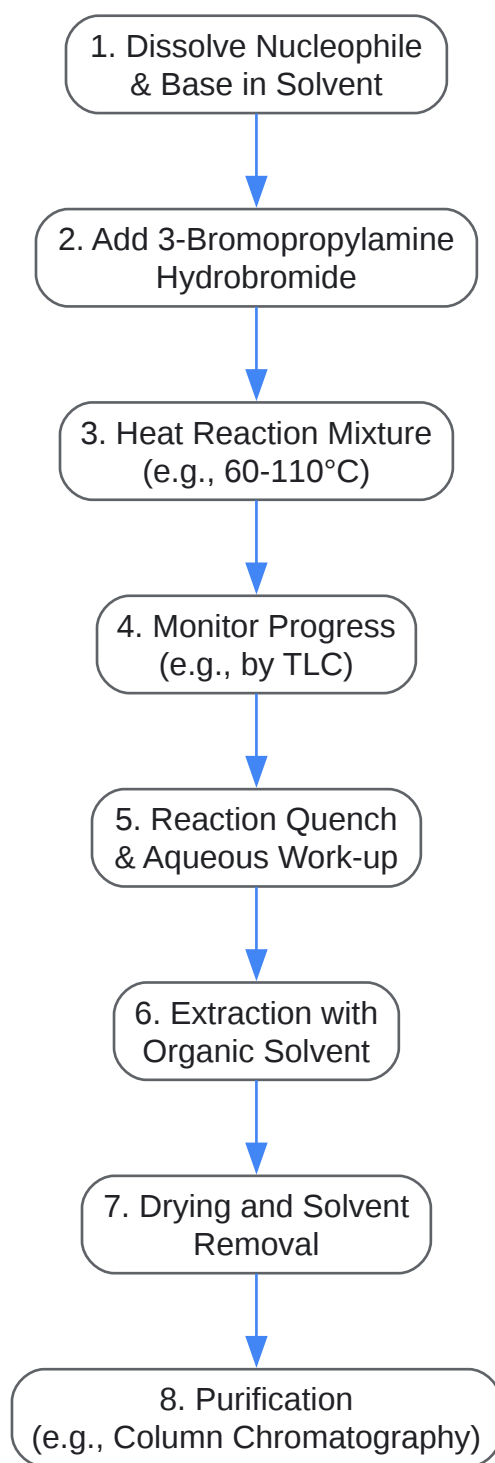 1. Dissolve Nucleophile
& Base in Solvent
2. Add 3-Bromopropylamine
Hydrobromide
3. Heat Reaction Mixture
(e.g., 60-110°C)
4. Monitor Progress
(e.g., by TLC)
5. Reaction Quench
& Aqueous Work-up
6. Extraction with
Organic Solvent
7. Drying and Solvent
Removal
8. Purification
(e.g., Column Chromatography)